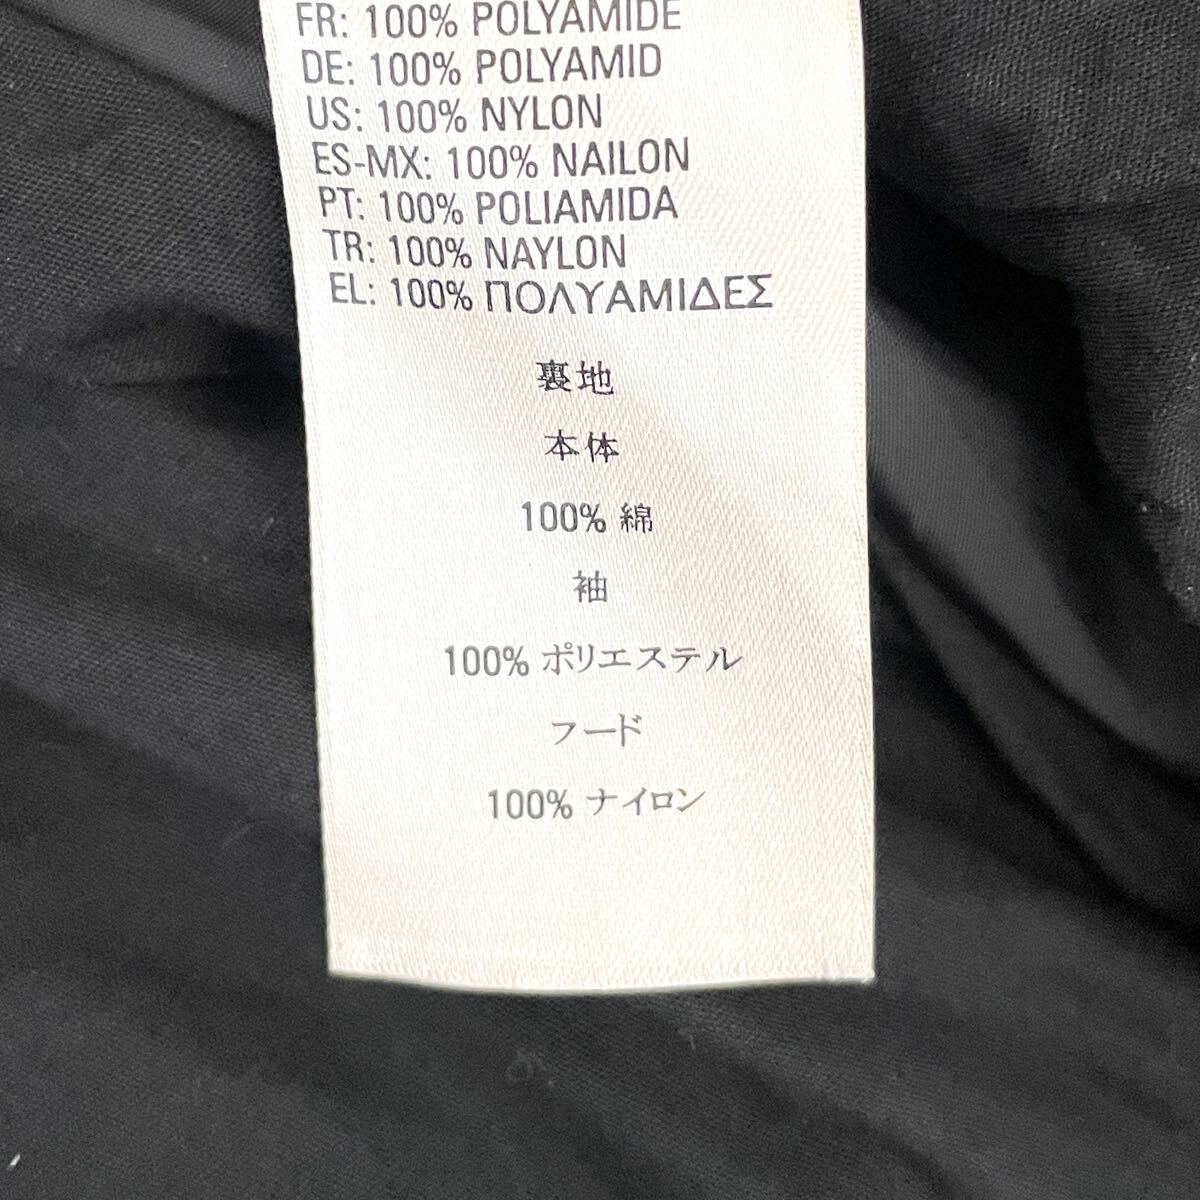 FR: 100% POLYAMIDE
DE: 100% POLYAMID
US: 100% NYLON
ES-MX: 100% NAILON
PT: 100% POLIAMIDA
TR: 100% NAYLON
EL: 100% ΠΟΛΥΑΜΙΔΕΣ
裏地
本体
100% 綿
袖
100% ポリエステル
フード
100% ナイロン